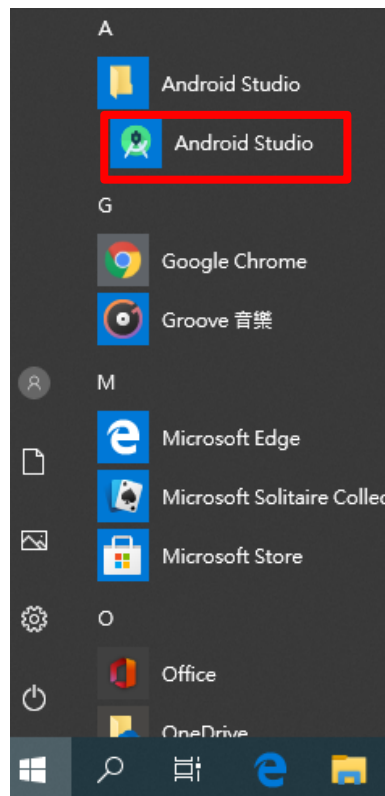 A
Android Studio
Android Studio
G
Google Chrome
Groove 音樂
M
Microsoft Edge
Microsoft Solitaire Collec
Microsoft Store
O
Office
OneDrive